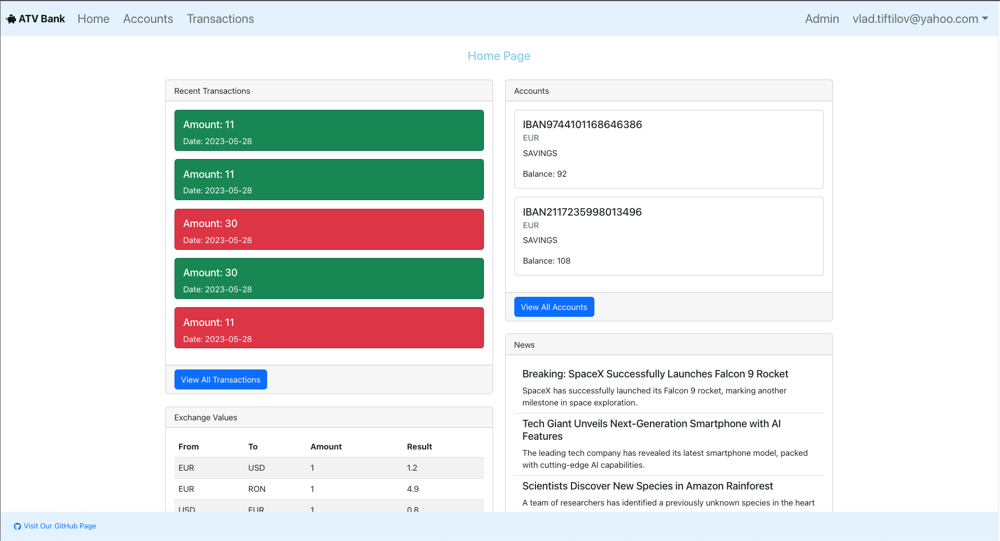 ATV Bank Home Accounts Transactions Admin vlad.tiftilov@yahoo.com
Home Page
Recent Transactions
Amount: 11
Date: 2023-05-28
Amount: 11
Date: 2023-05-28
Amount: 30
Date: 2023-05-28
Amount: 30
Date: 2023-05-28
Amount: 11
Date: 2023-05-28
View All Transactions
Exchange Values
From To Amount Result
EUR USD 1 1.2
EUR RON 1 4.9
USD EUR 1 0.8
Accounts
IBAN9744101168646386
EUR
SAVINGS
Balance: 92
IBAN2117235998013496
EUR
SAVINGS
Balance: 108
View All Accounts
News
Breaking: SpaceX Successfully Launches Falcon 9 Rocket
SpaceX has successfully launched its Falcon 9 rocket, marking another
milestone in space exploration.
Tech Giant Unveils Next-Generation Smartphone with AI
Features
The leading tech company has revealed its latest smartphone model, packed
with cutting-edge AI capabilities.
Scientists Discover New Species in Amazon Rainforest
A team of researchers has identified a previously unknown species in the heart
Visit Our GitHub Page